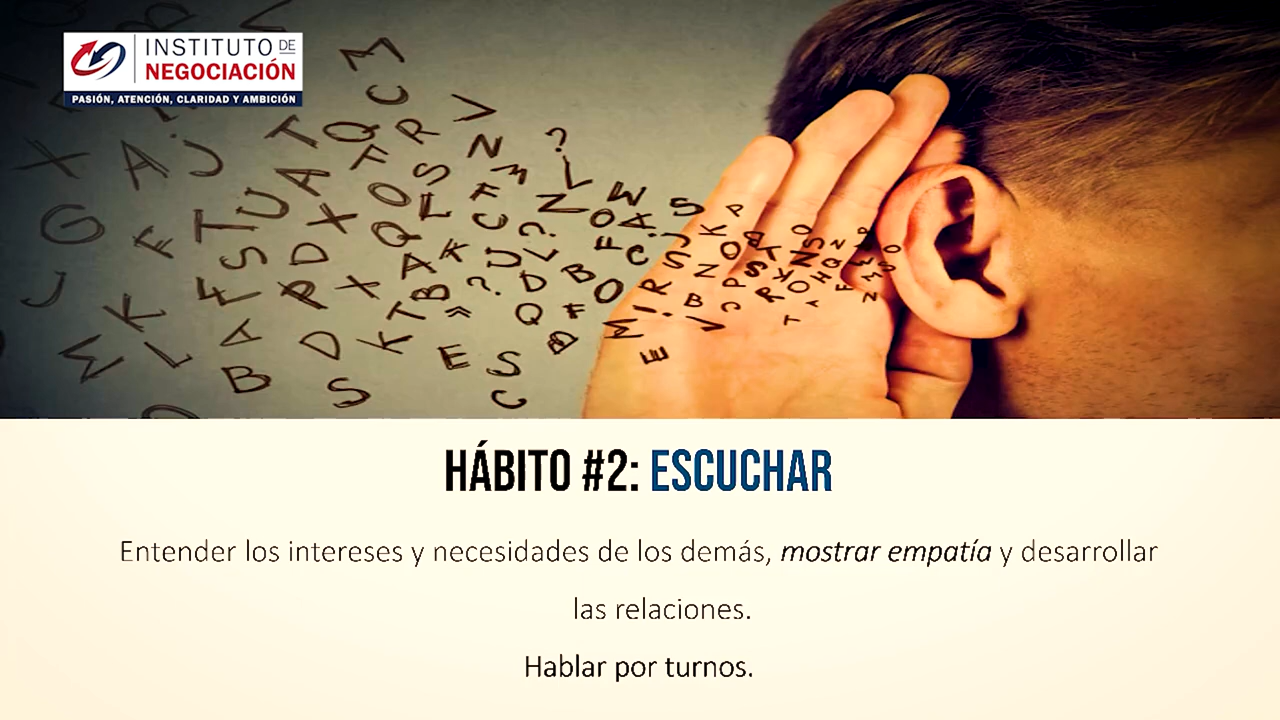 INSTITUTO DE
NEGOCIACIÓN
PASIÓN, ATENCIÓN, CLARIDAD Y AMBICIÓN
HÁBITO #2: ESCUCHAR
Entender los intereses y necesidades de los demás, mostrar empatía y desarrollar
las relaciones.
Hablar por turnos.